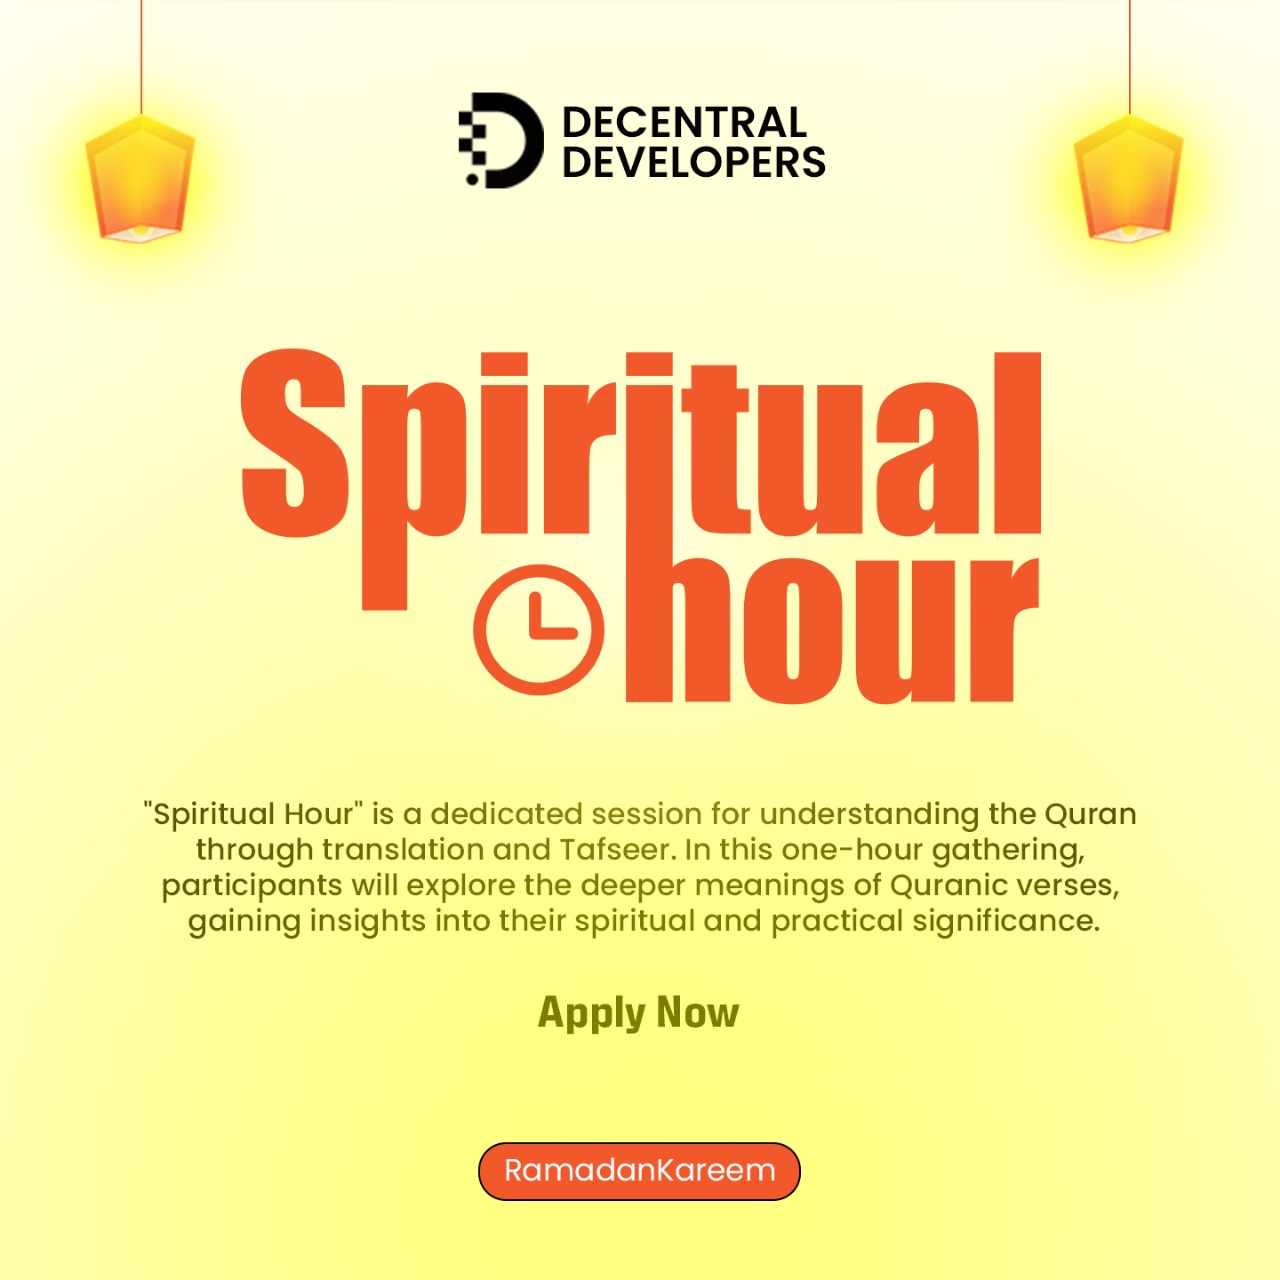 DECENTRAL
DEVELOPERS
Spiritual
hour
"Spiritual Hour" is a dedicated session for understanding the Quran
through translation and Tafseer. In this one-hour gathering,
participants will explore the deeper meanings of Quranic verses,
gaining insights into their spiritual and practical significance.
Apply Now
RamadanKareem